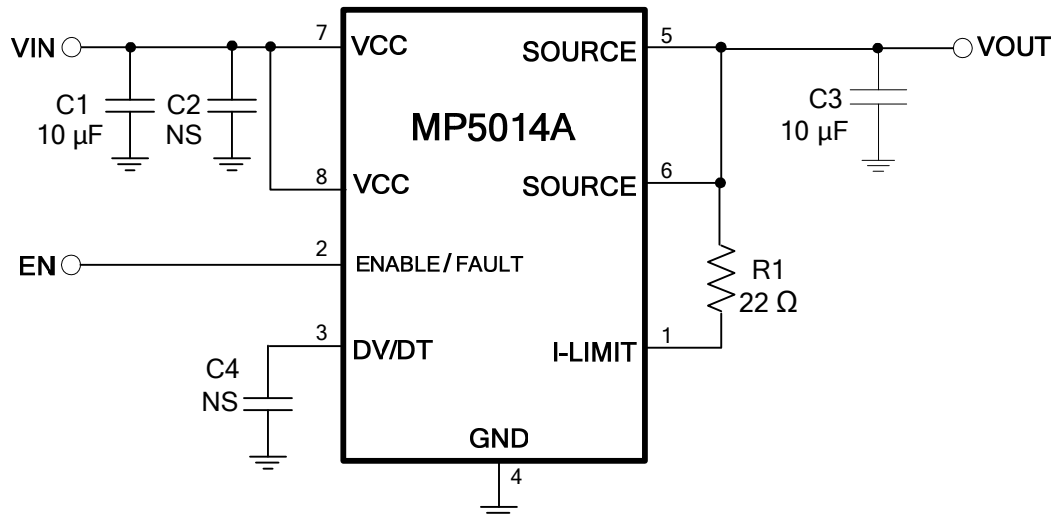 VIN
7
VCC
SOURCE
5
VOUT
C1
10 µF
C2
NS
MP5014A
C3
10 µF
8
VCC
SOURCE
6
EN
2
ENABLE/FAULT
R1
22 Ω
3
DV/DT
I-LIMIT
1
C4
NS
GND
4